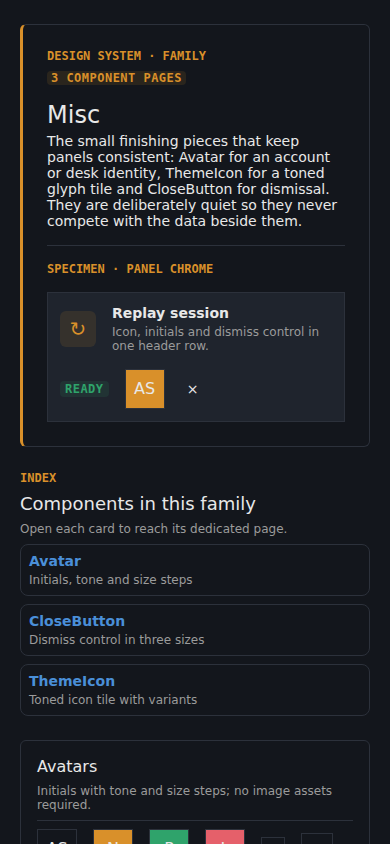 DESIGN SYSTEM · FAMILY
3 COMPONENT PAGES
Misc
The small finishing pieces that keep
panels consistent: Avatar for an account
or desk identity, ThemeIcon for a toned
glyph tile and CloseButton for dismissal.
They are deliberately quiet so they never
compete with the data beside them.
SPECIMEN · PANEL CHROME
↻
Replay session
Icon, initials and dismiss control in
one header row.
READY AS ×
INDEX
Components in this family
Open each card to reach its dedicated page.
Avatar
Initials, tone and size steps
CloseButton
Dismiss control in three sizes
ThemeIcon
Toned icon tile with variants
Avatars
Initials with tone and size steps; no image assets
required.